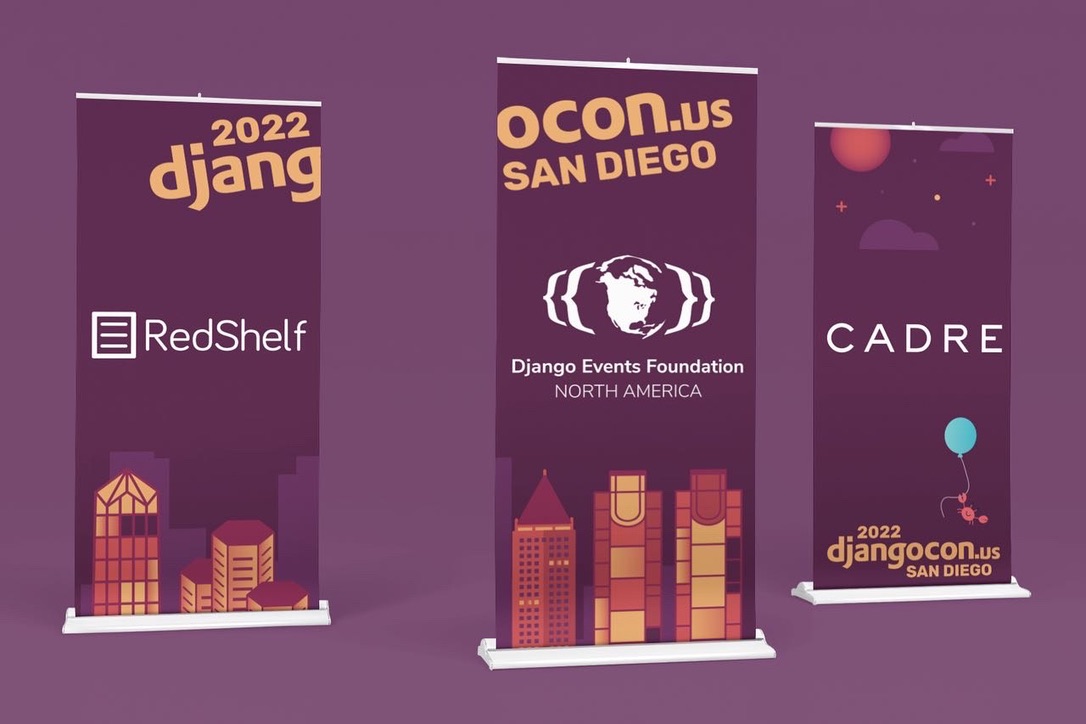 2022
djang
RedShelf
ocon.us
SAN DIEGO
Django Events Foundation
NORTH AMERICA
CADRE
2022
djangocon.us
SAN DIEGO